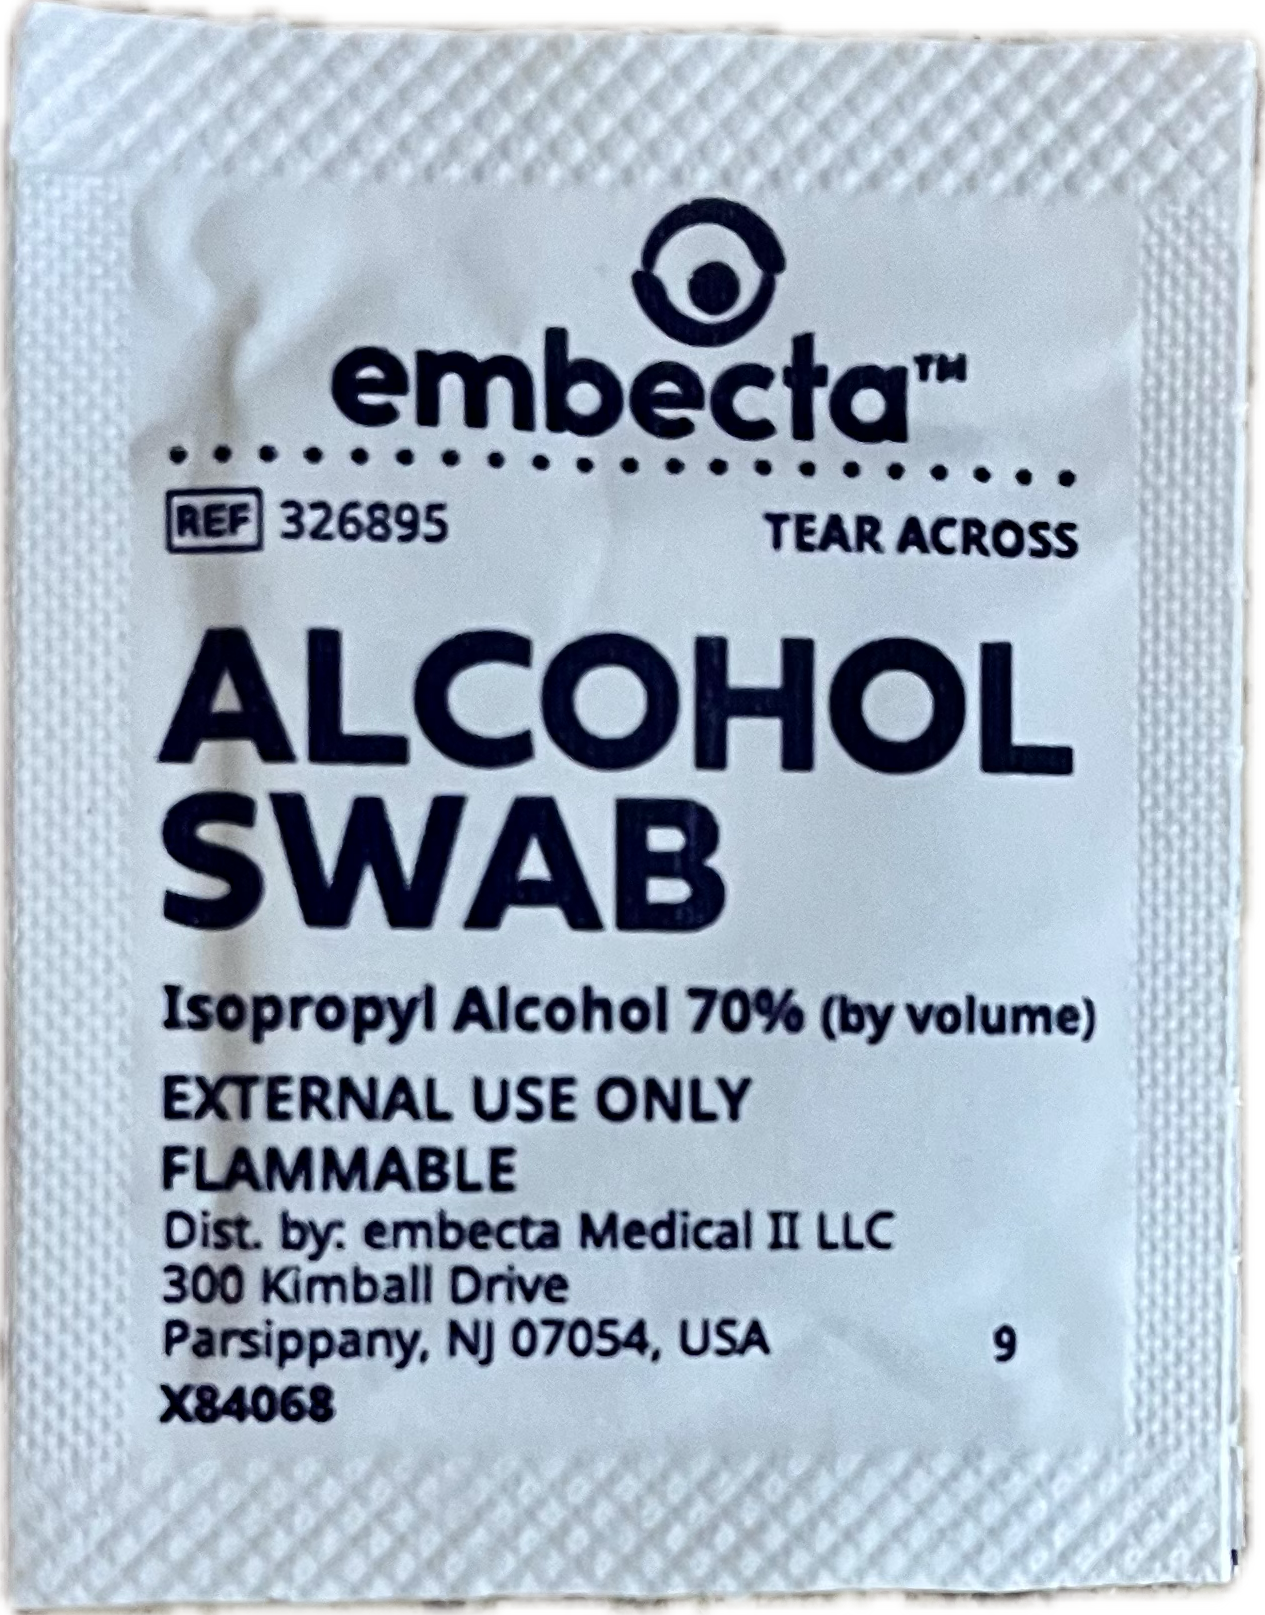 embecta™
REF 326895 TEAR ACROSS
ALCOHOL
SWAB
Isopropyl Alcohol 70% (by volume)
EXTERNAL USE ONLY
FLAMMABLE
Dist. by: embecta Medical II LLC
300 Kimball Drive
Parsippany, NJ 07054, USA 9
X84068